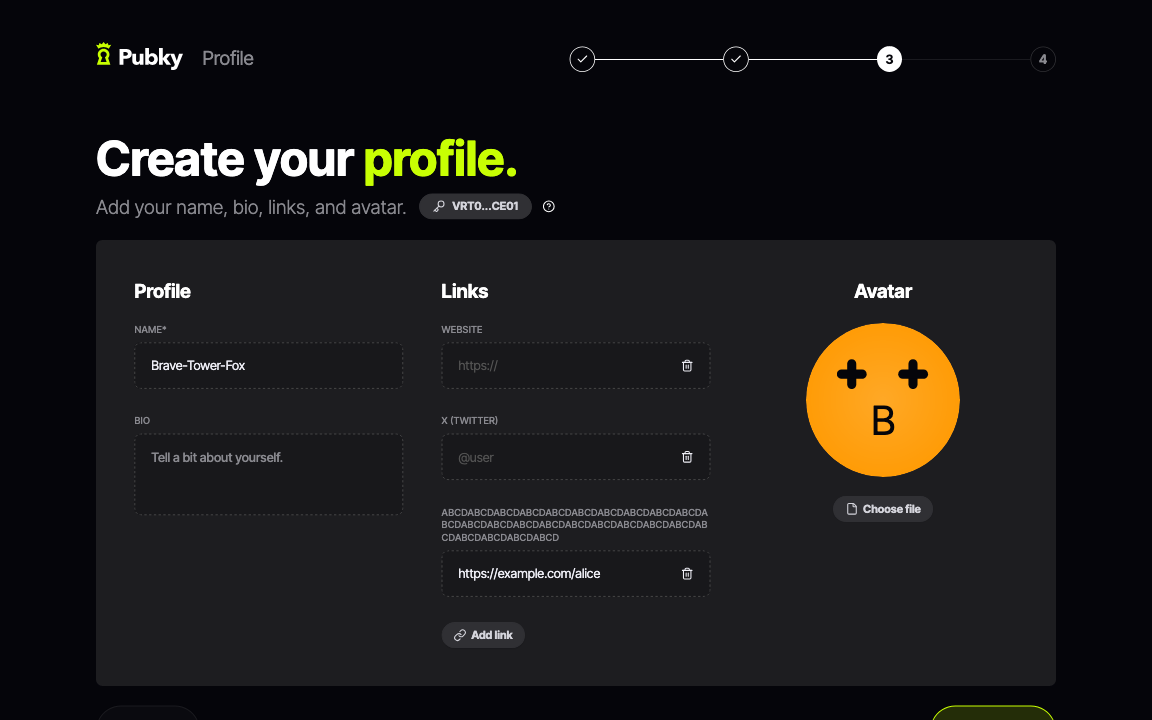 Pubky Profile
3
4
Create your profile.
Add your name, bio, links, and avatar.
VRT0...CE01
Profile
NAME*
Brave-Tower-Fox
BIO
Tell a bit about yourself.
Links
WEBSITE
https://
X (TWITTER)
@user
ABCDABCDABCDABCDABCDABCDABCDABCDABCDABCDA
BCDABCDABCDABCDABCDABCDABCDABCDABCDABCDAB
CDABCDABCDABCDABCD
https://example.com/alice
Add link
Avatar
B
Choose file